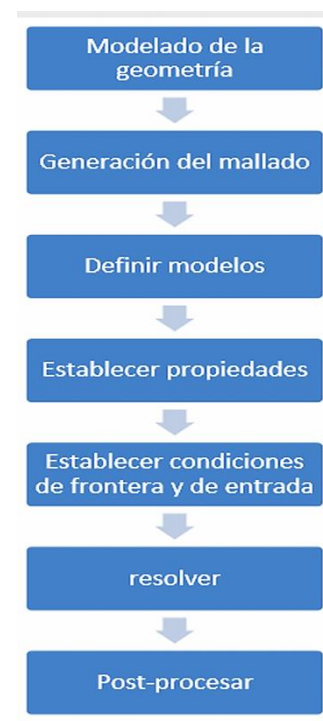 Modelado de la
geometría
Generación del mallado
Definir modelos
Establecer propiedades
Establecer condiciones
de frontera y de entrada
resolver
Post-procesar